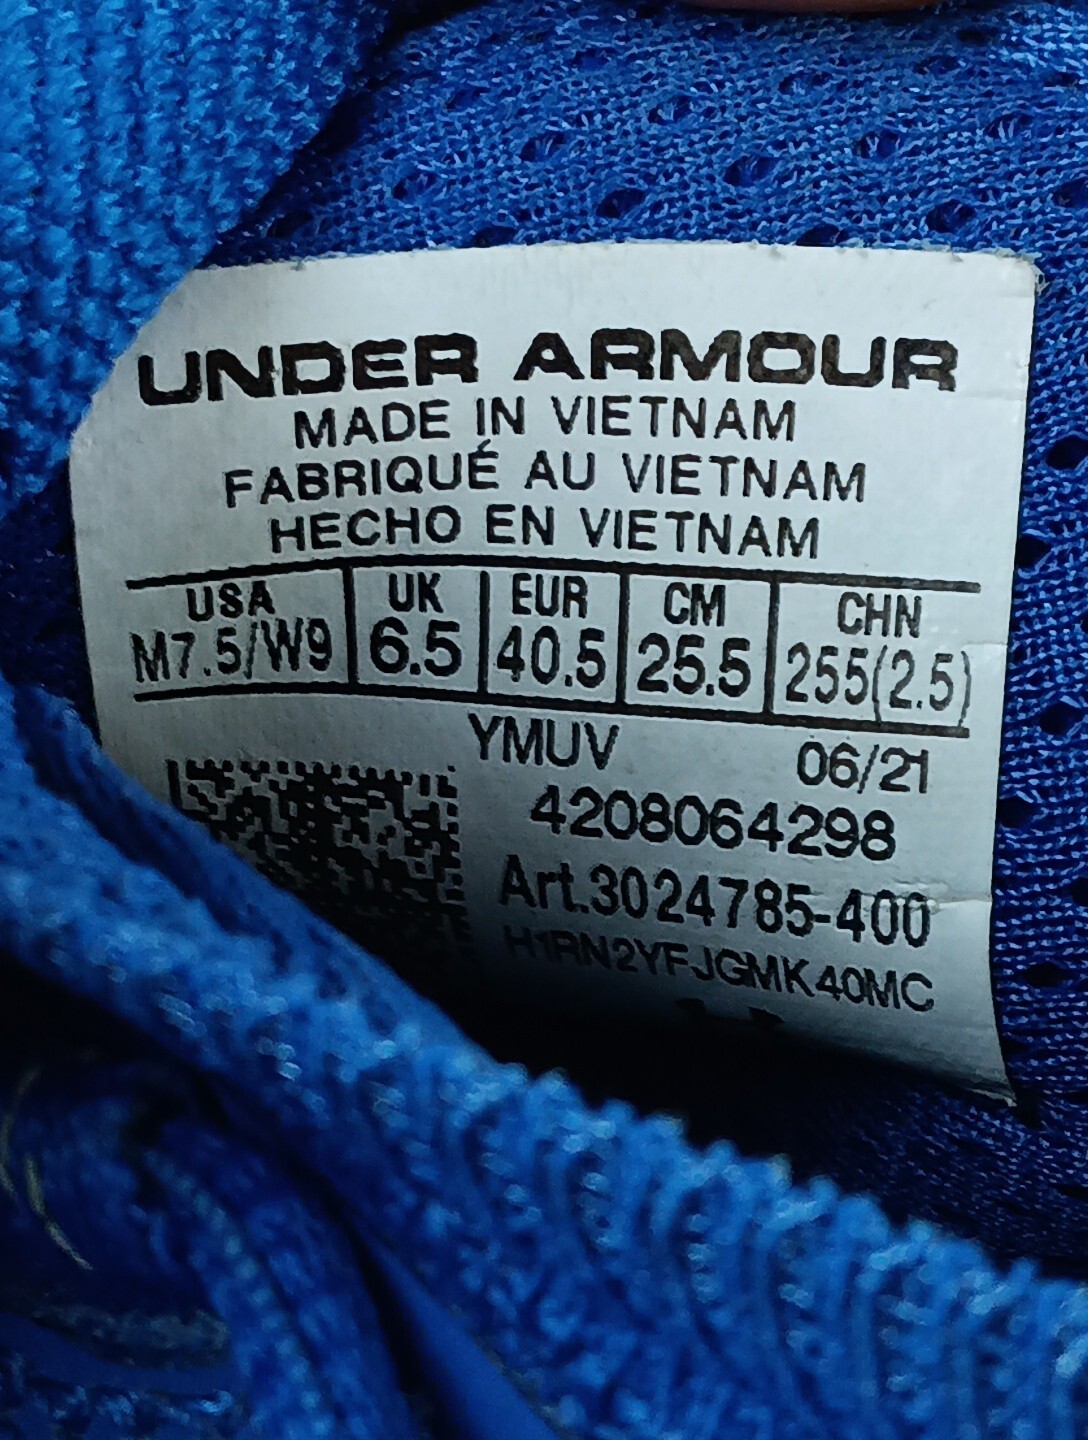 UNDER ARMOUR
MADE IN VIETNAM
FABRIQUÉ AU VIETNAM
HECHO EN VIETNAM
USA UK EUR CM CHN
M7.5/W9 6.5 40.5 25.5 255(2.5)
YMUV 06/21
4208064298
Art.3024785-400
H1RN2YFJGMK40MC